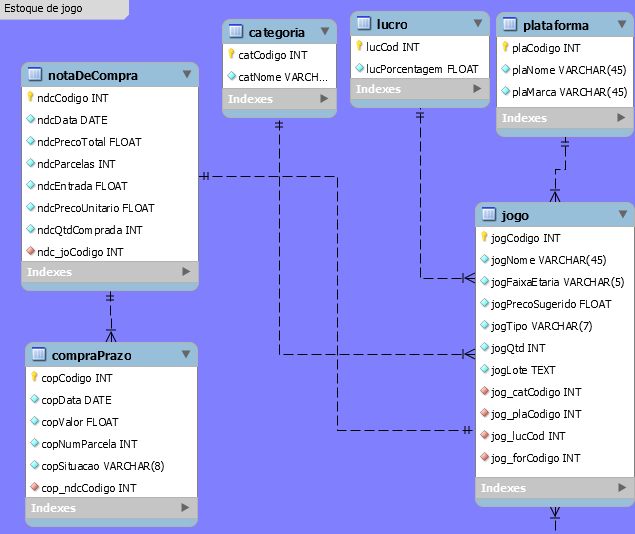 Estoque de jogo
notaDeCompra
ndcCodigo INT
ndcData DATE
ndcPrecoTotal FLOAT
ndcParcelas INT
ndcEntrada FLOAT
ndcPrecoUnitario FLOAT
ndcQtdComprada INT
ndc_joCodigo INT
Indexes
compraPrazo
copCodigo INT
copData DATE
copValor FLOAT
copNumParcela INT
copSituacao VARCHAR(8)
cop_ndcCodigo INT
Indexes
categoria
catCodigo INT
catNome VARCH...
Indexes
lucro
lucCod INT
lucPorcentagem FLOAT
Indexes
plataforma
plaCodigo INT
plaNome VARCHAR(45)
plaMarca VARCHAR(45)
Indexes
jogo
jogCodigo INT
jogNome VARCHAR(45)
jogFaixaEtaria VARCHAR(5)
jogPrecoSugerido FLOAT
jogTipo VARCHAR(7)
jogQtd INT
jogLote TEXT
jog_catCodigo INT
jog_plaCodigo INT
jog_lucCod INT
jog_forCodigo INT
Indexes